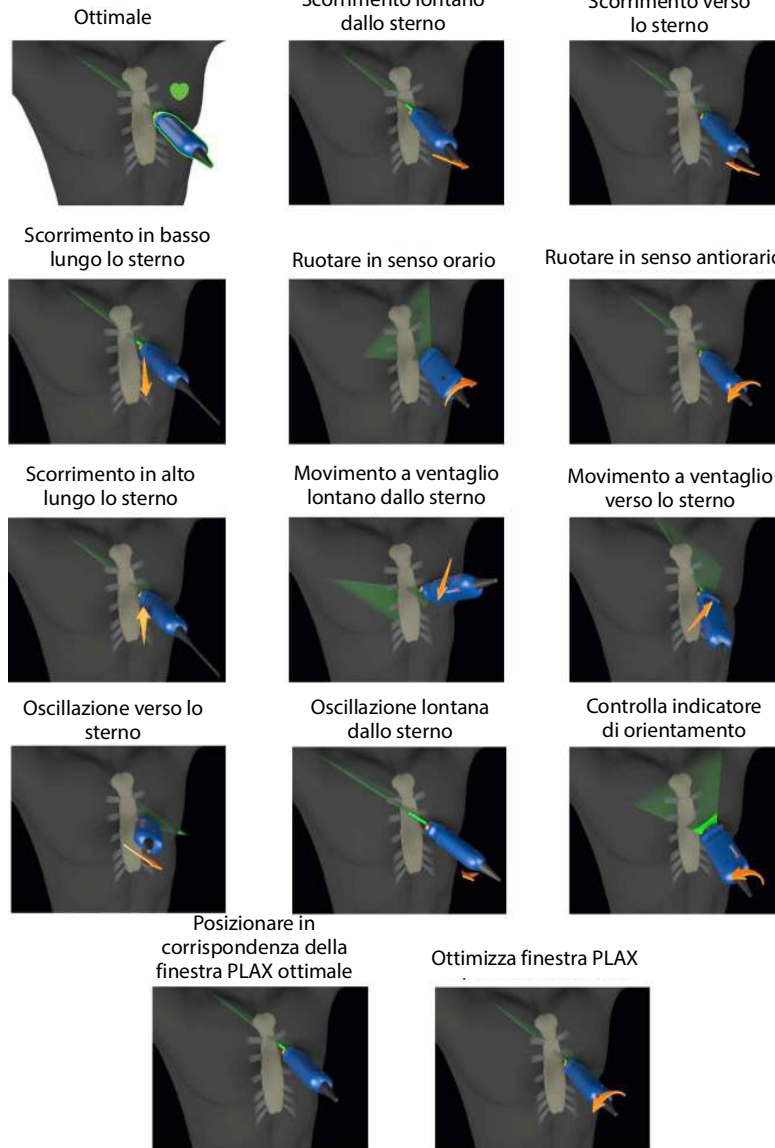 Ottimale
Scorrimento lontano
dallo sterno
Scorrimento verso
lo sterno
Scorrimento in basso
lungo lo sterno
Ruotare in senso orario
Ruotare in senso antiorario
Scorrimento in alto
lungo lo sterno
Movimento a ventaglio
lontano dallo sterno
Movimento a ventaglio
verso lo sterno
Oscillazione verso lo
sterno
Oscillazione lontana
dallo sterno
Controlla indicatore
di orientamento
Posizionare in
corrispondenza della
finestra PLAX ottimale
Ottimizza finestra PLAX